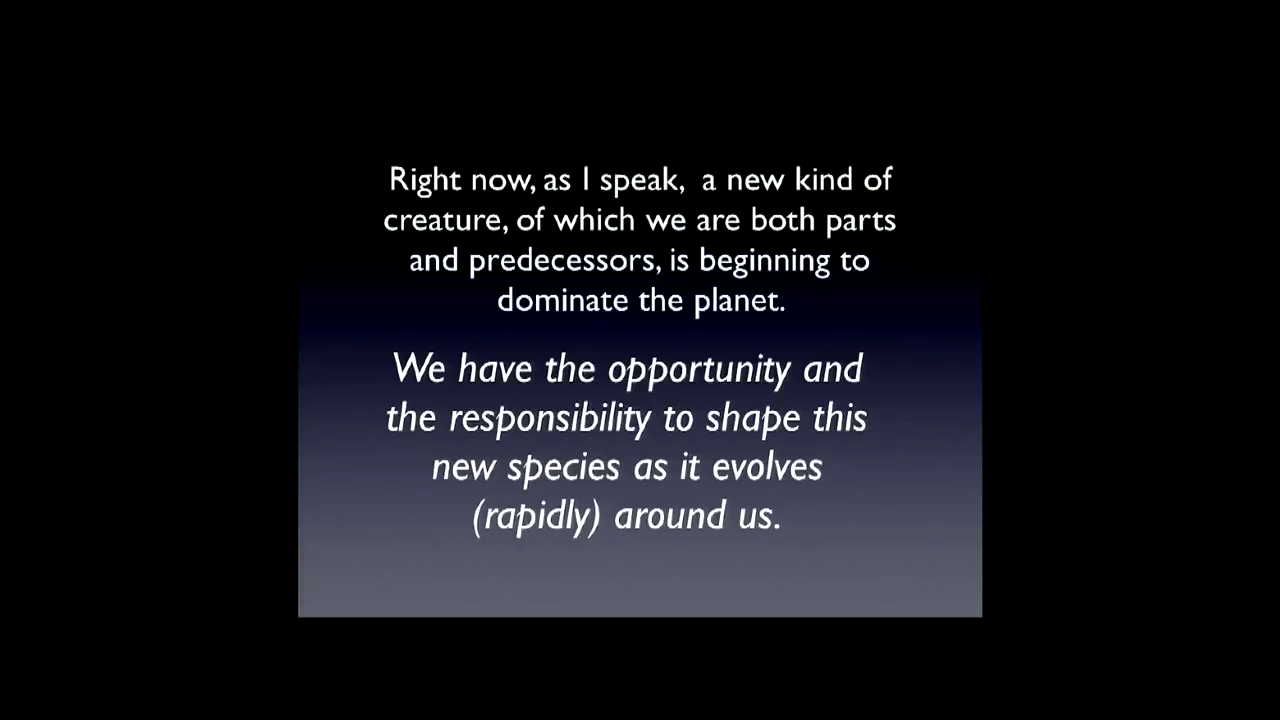 Right now, as I speak,  a new kind of
creature, of which we are both parts
and predecessors, is beginning to
dominate the planet.
We have the opportunity and
the responsibility to shape this
new species as it evolves
(rapidly) around us.